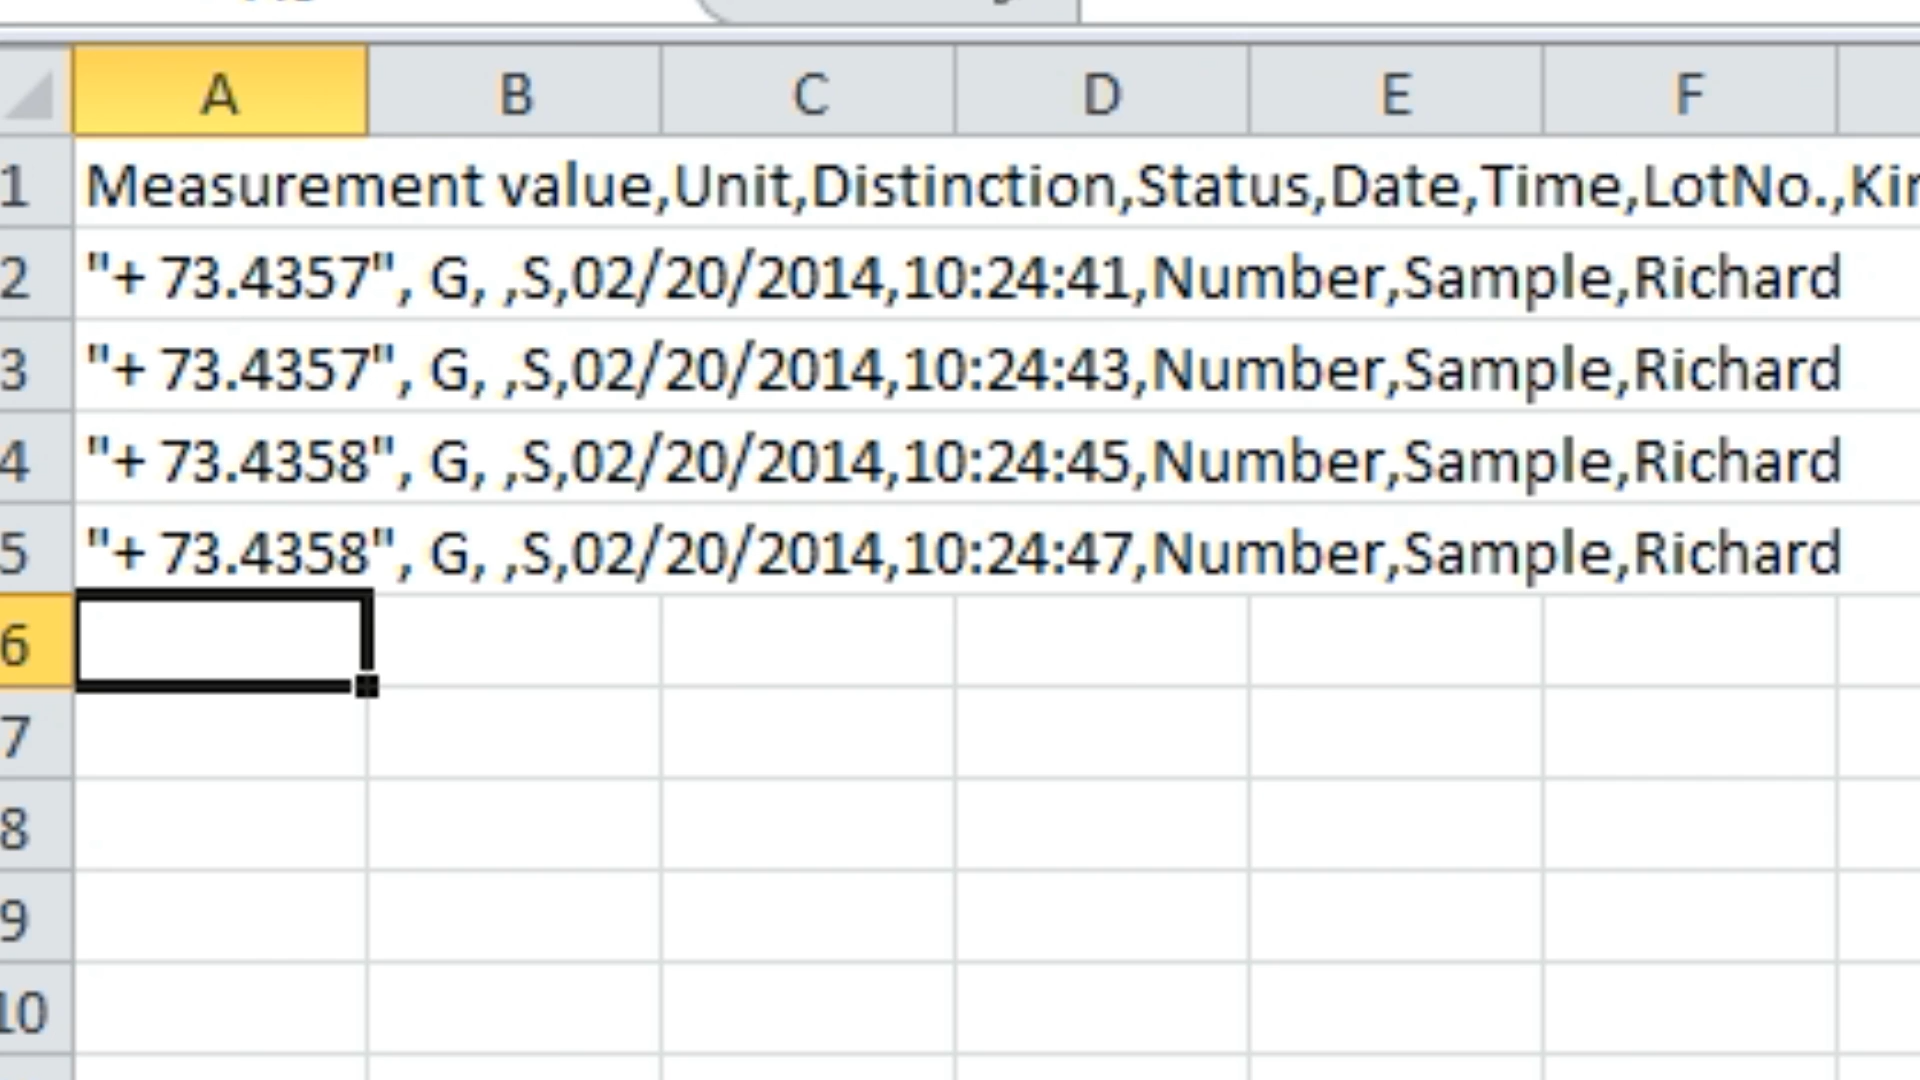 A B C D E F
1 Measurement value,Unit,Distinction,Status,Date,Time,LotNo.,
2 "+ 73.4357", G, ,S,02/20/2014,10:24:41,Number,Sample,Richard
3 "+ 73.4357", G, ,S,02/20/2014,10:24:43,Number,Sample,Richard
4 "+ 73.4358", G, ,S,02/20/2014,10:24:45,Number,Sample,Richard
5 "+ 73.4358", G, ,S,02/20/2014,10:24:47,Number,Sample,Richard
6
7
8
9
10